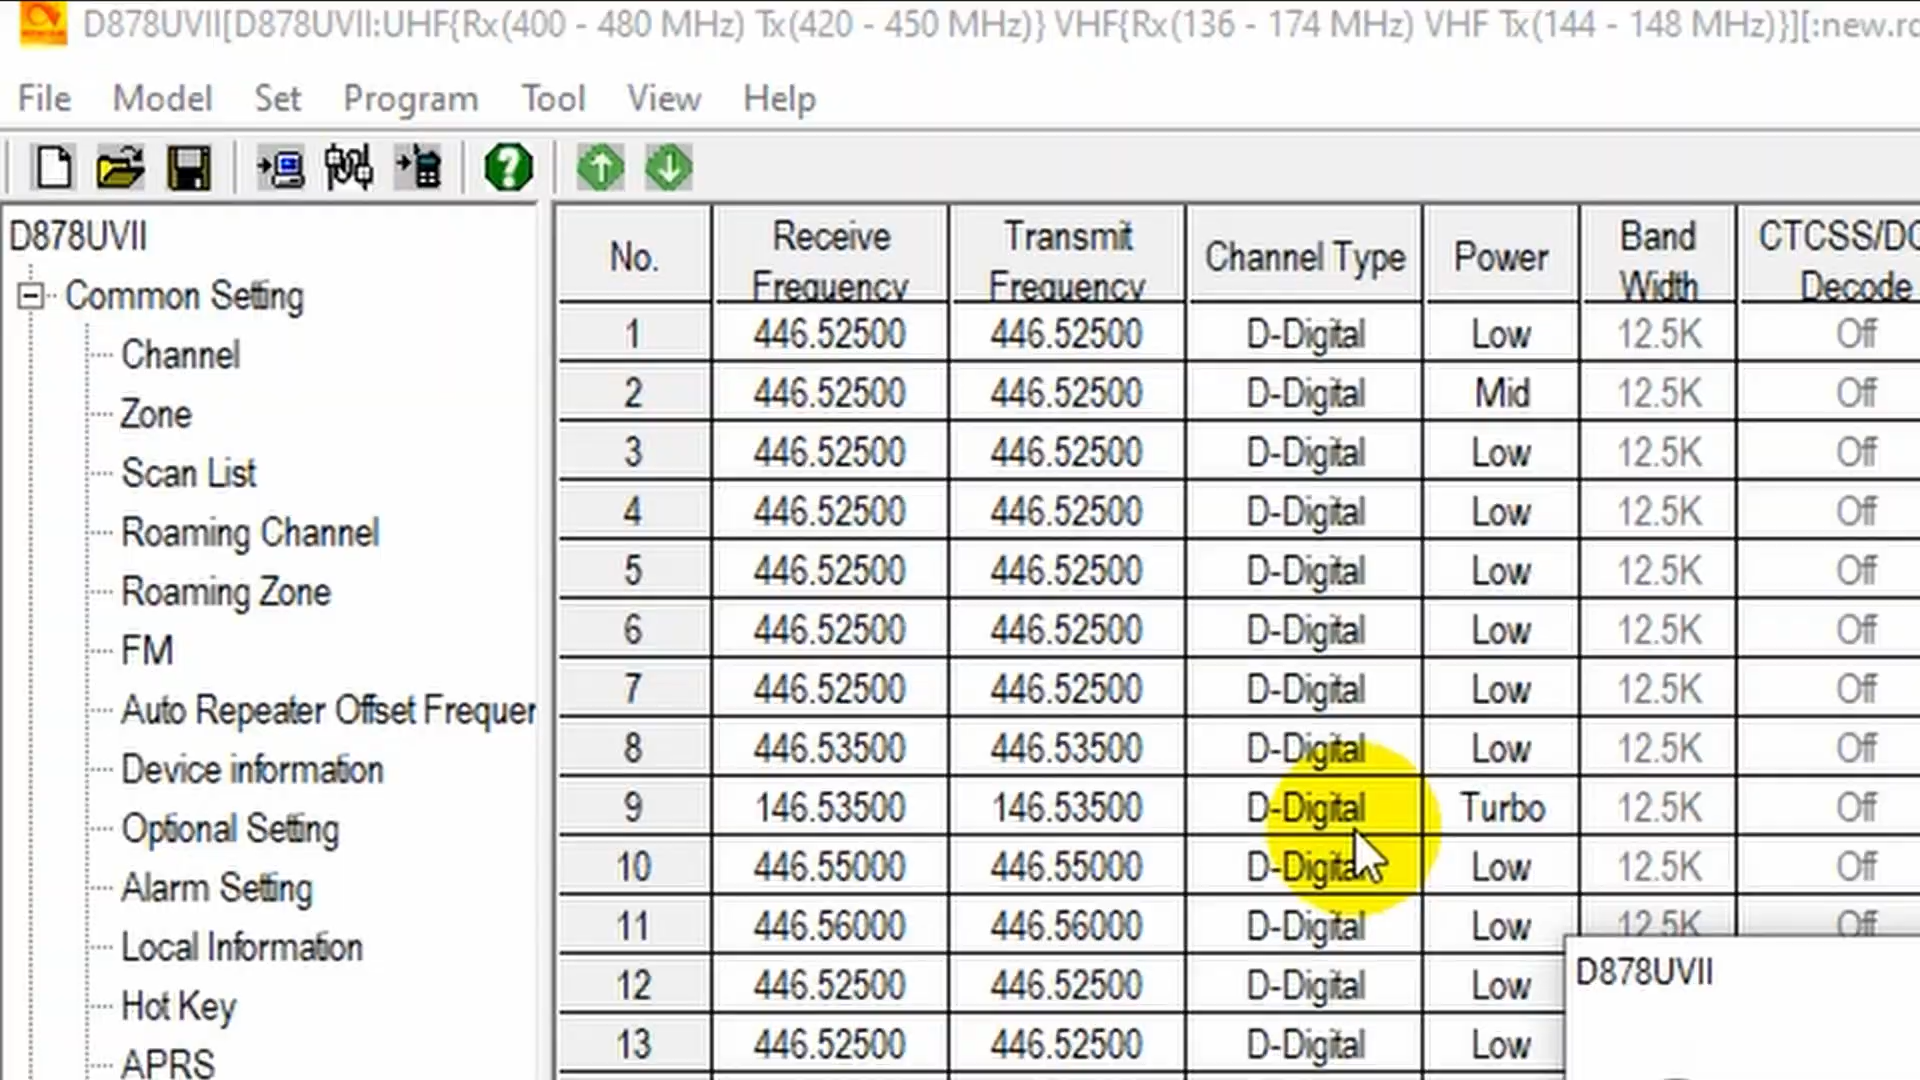 D878UVII[D878UVII:UHF{Rx(400 - 480 MHz) Tx(420 - 450 MHz)} VHF{Rx(136 - 174 MHz) VHF Tx(144 - 148 MHz)}][:new.rd
File Model Set Program Tool View Help
D878UVII
Common Setting
Channel
Zone
Scan List
Roaming Channel
Roaming Zone
FM
Auto Repeater Offset Frequen
Device information
Optional Setting
Alarm Setting
Local Information
Hot Key
APRS
No. Receive Frequency Transmit Frequency Channel Type Power Band Width CTCSS/DC Decode
1 446.52500 446.52500 D-Digital Low 12.5K Off
2 446.52500 446.52500 D-Digital Mid 12.5K Off
3 446.52500 446.52500 D-Digital Low 12.5K Off
4 446.52500 446.52500 D-Digital Low 12.5K Off
5 446.52500 446.52500 D-Digital Low 12.5K Off
6 446.52500 446.52500 D-Digital Low 12.5K Off
7 446.52500 446.52500 D-Digital Low 12.5K Off
8 446.53500 446.53500 D-Digital Low 12.5K Off
9 146.53500 146.53500 D-Digital Turbo 12.5K Off
10 446.55000 446.55000 D-Digital Low 12.5K Off
11 446.56000 446.56000 D-Digital Low 12.5K Off
12 446.52500 446.52500 D-Digital Low
13 446.52500 446.52500 D-Digital Low
D878UVII